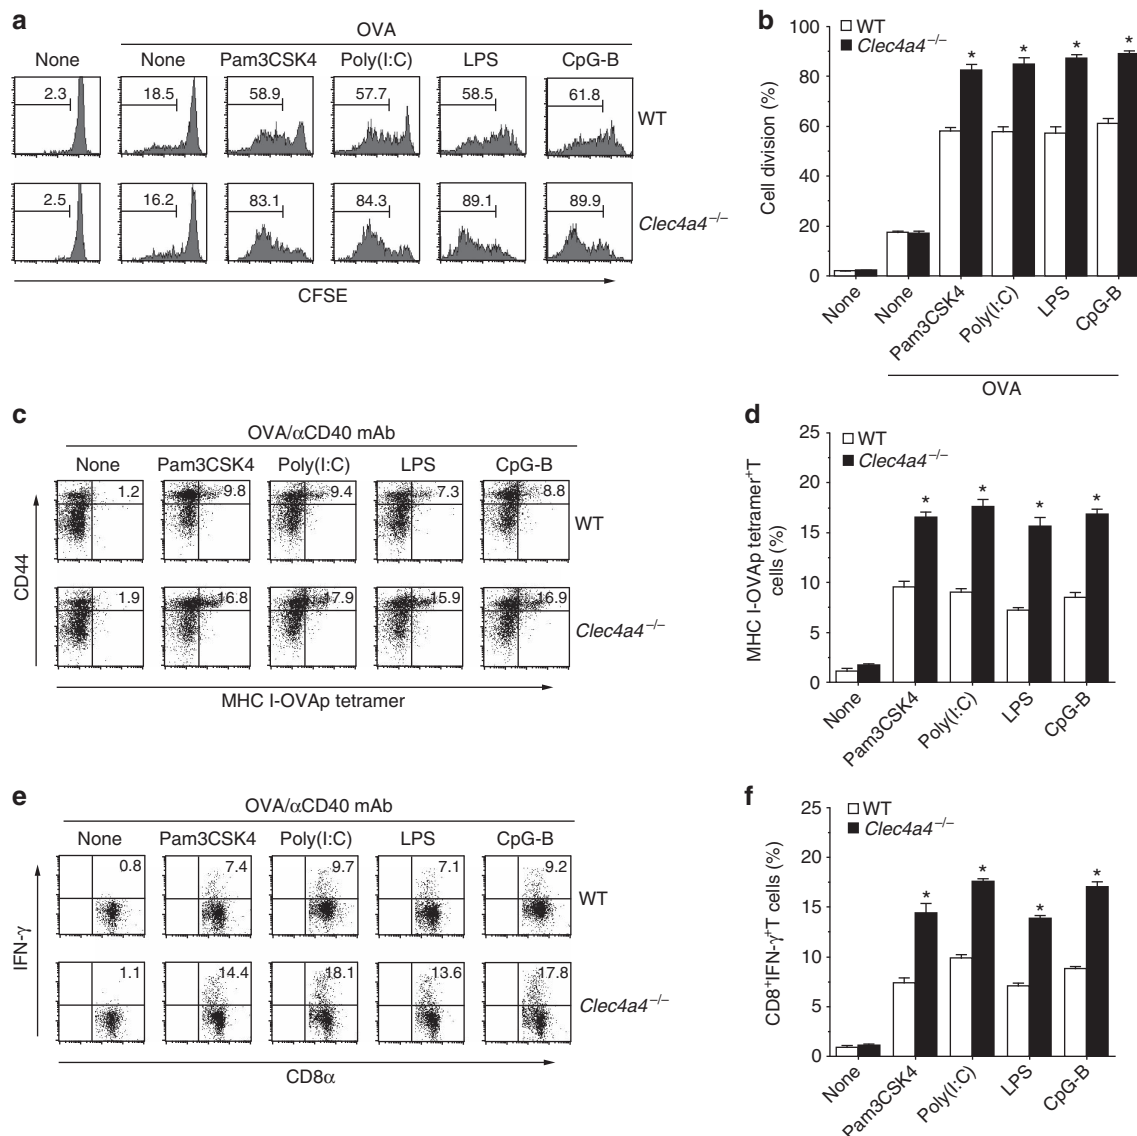 a
OVA
None None Pam3CSK4 Poly(I:C) LPS CpG-B
2.3 18.5 58.9 57.7 58.5 61.8
WT
2.5 16.2 83.1 84.3 89.1 89.9
Clec4a4–/–
CFSE
b
WT
Clec4a4–/–
Cell division (%)
100
80
60
40
20
0
* * * *
None None Pam3CSK4 Poly(I:C) LPS CpG-B
OVA
c
OVA/αCD40 mAb
None Pam3CSK4 Poly(I:C) LPS CpG-B
1.2 9.8 9.4 7.3 8.8
WT
1.9 16.8 17.9 15.9 16.9
Clec4a4–/–
CD44
MHC I-OVAp tetramer
d
WT
Clec4a4–/–
MHC I-OVAp tetramer+T
cells (%)
25
20
15
10
5
0
* * * *
None Pam3CSK4 Poly(I:C) LPS CpG-B
e
OVA/αCD40 mAb
None Pam3CSK4 Poly(I:C) LPS CpG-B
0.8 7.4 9.7 7.1 9.2
WT
1.1 14.4 18.1 13.6 17.8
Clec4a4–/–
IFN-γ
CD8α
f
WT
Clec4a4–/–
CD8+IFN-γ+T cells (%)
25
20
15
10
5
0
* * * *
None Pam3CSK4 Poly(I:C) LPS CpG-B